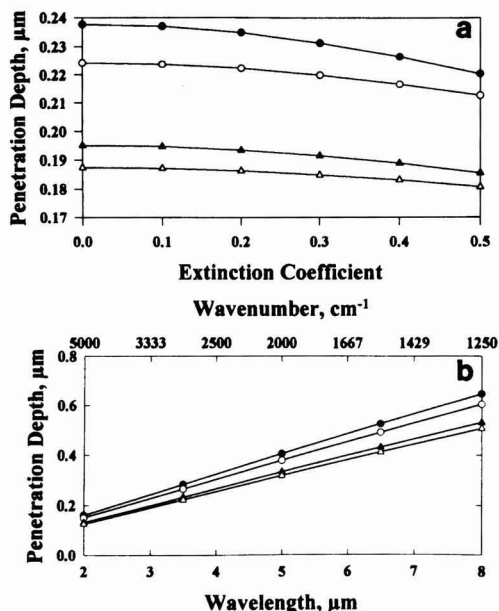 a
Penetration Depth, μm
0.24
0.23
0.22
0.21
0.20
0.19
0.18
0.17
0.0 0.1 0.2 0.3 0.4 0.5
Extinction Coefficient
Wavenumber, cm⁻¹
5000 3333 2500 2000 1667 1429 1250
b
Penetration Depth, μm
0.8
0.6
0.4
0.2
0.0
2 3 4 5 6 7 8
Wavelength, μm